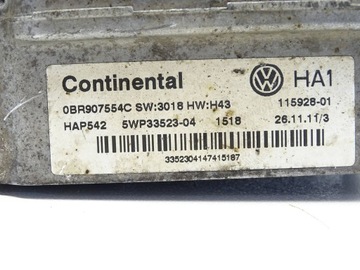 Continental HA1
0BR907554C SW:3018 HW:H43 115928-01
HAP542 5WP33523-04 1518 26.11.11/3
3352304147415187